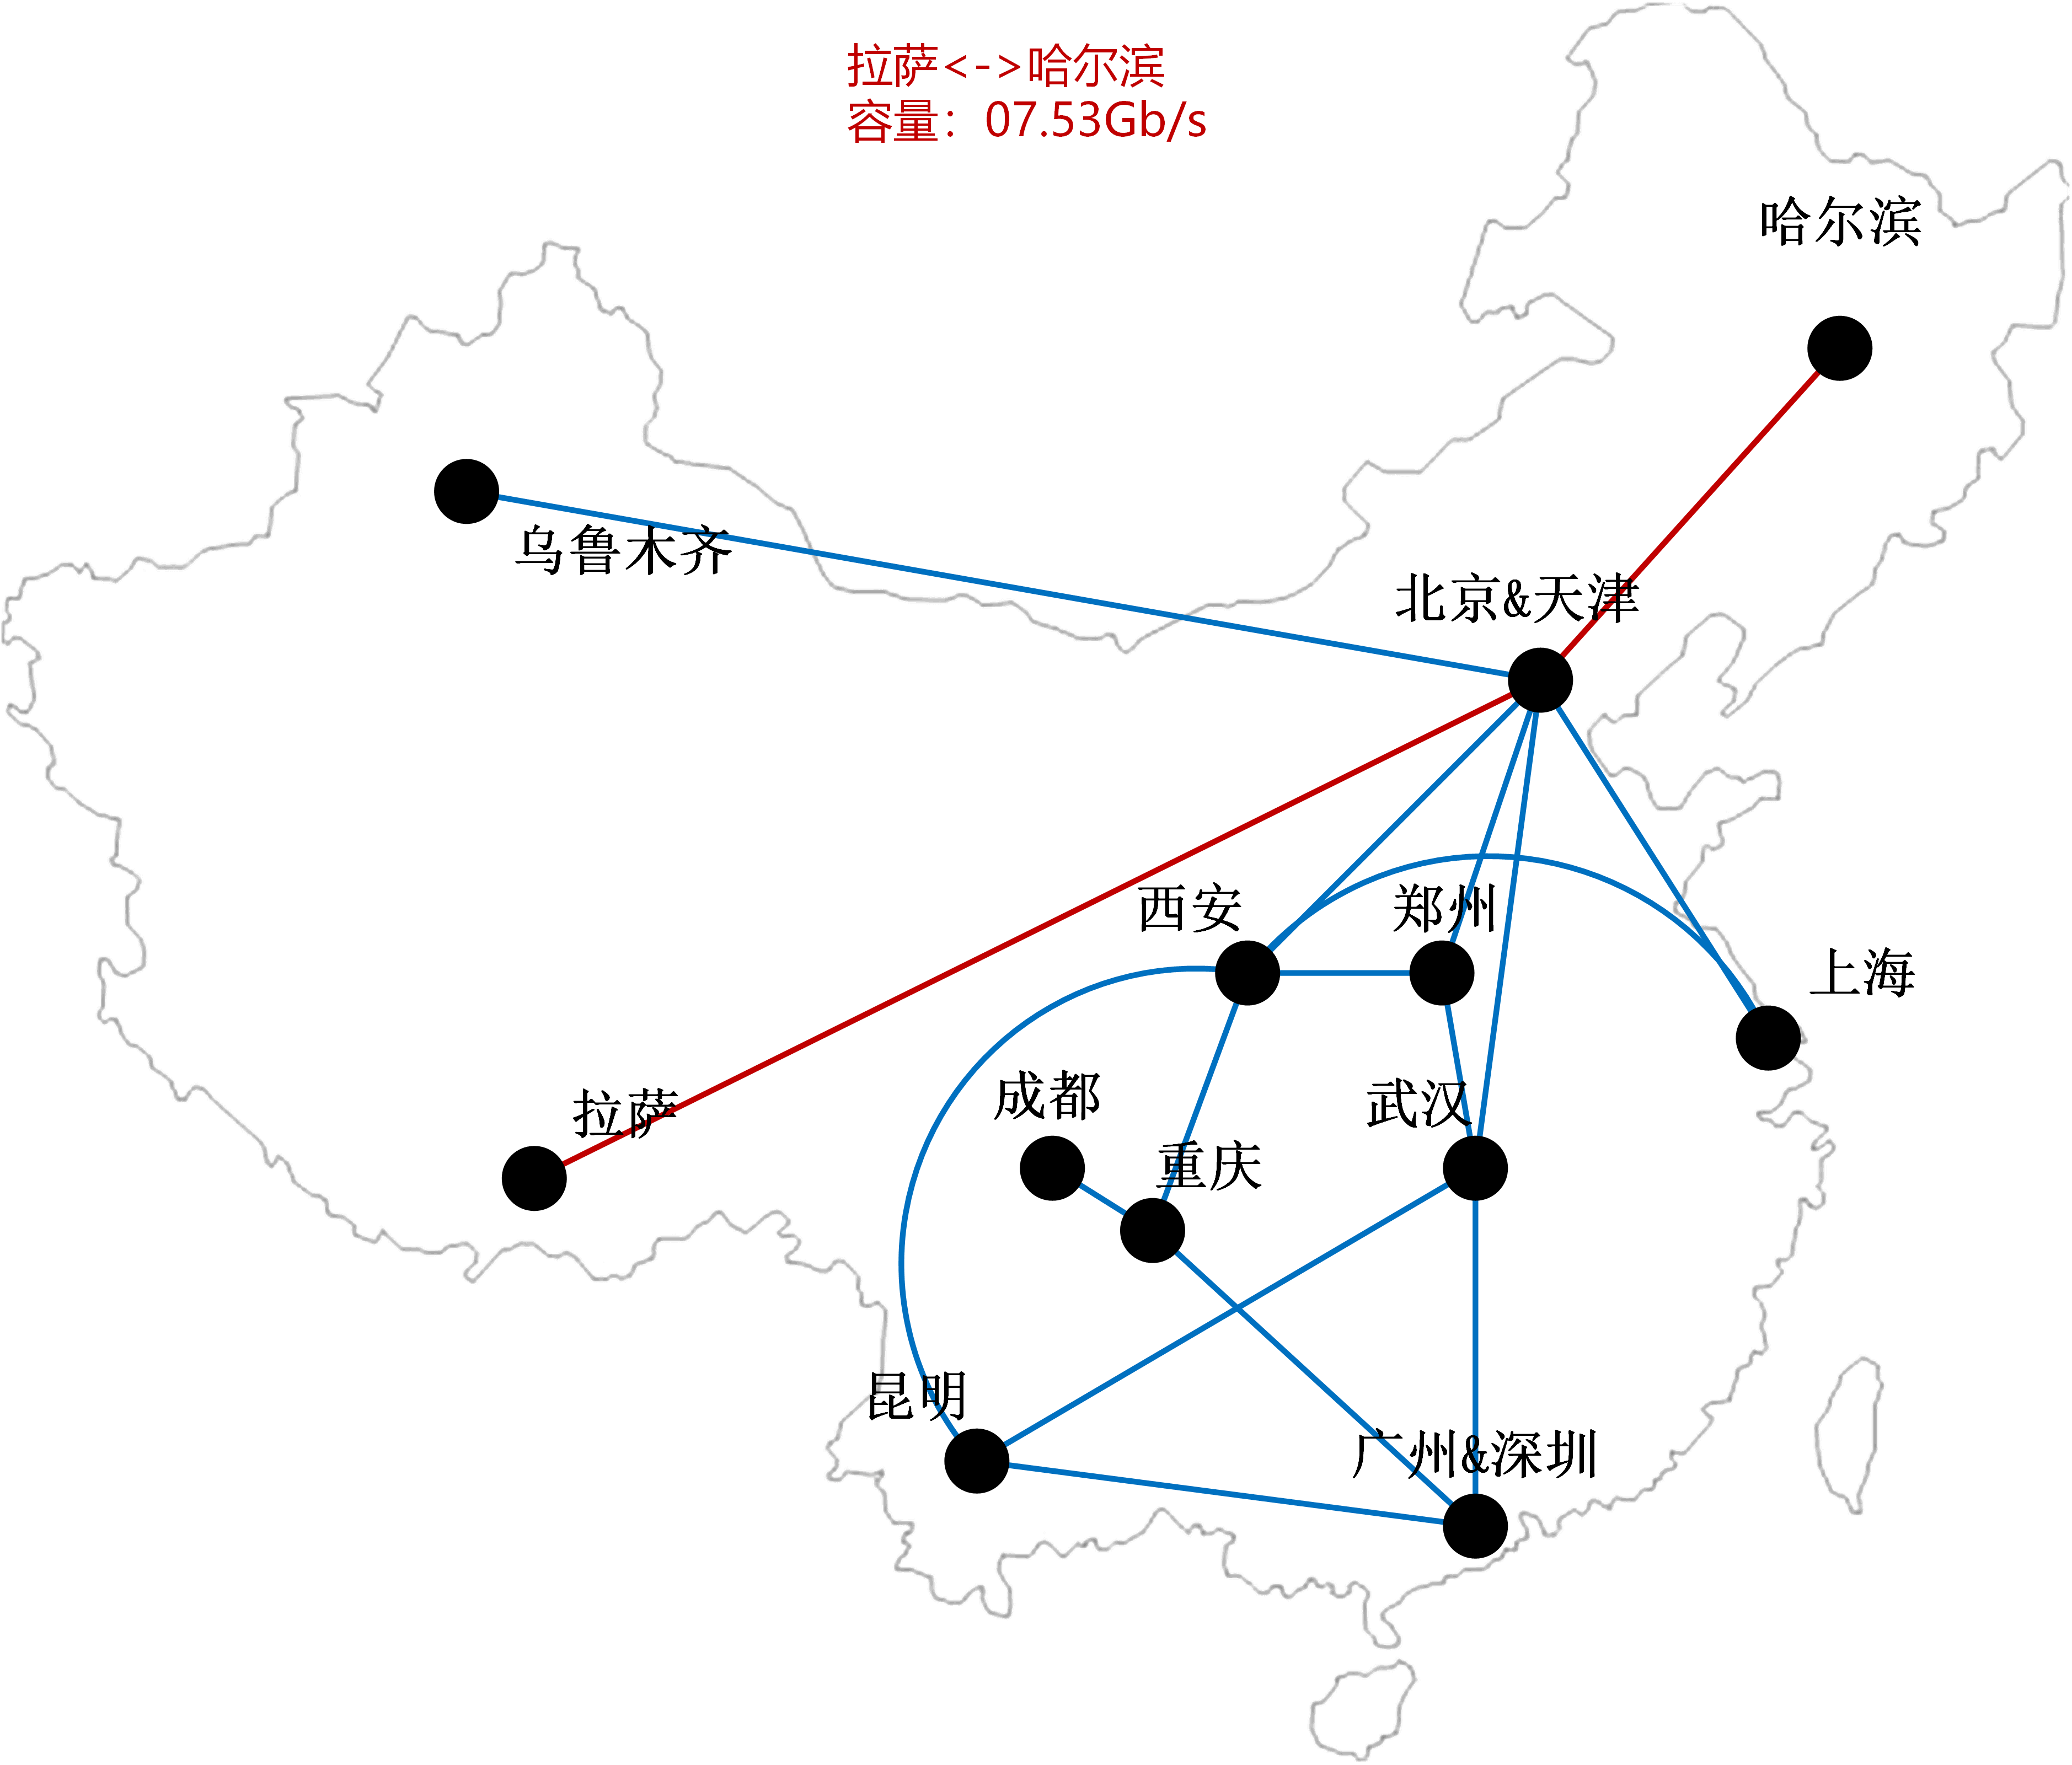 拉萨<->哈尔滨
容量：07.53Gb/s
哈尔滨
乌鲁木齐
北京&天津
西安
郑州
上海
成都
武汉
拉萨
重庆
昆明
广州&深圳